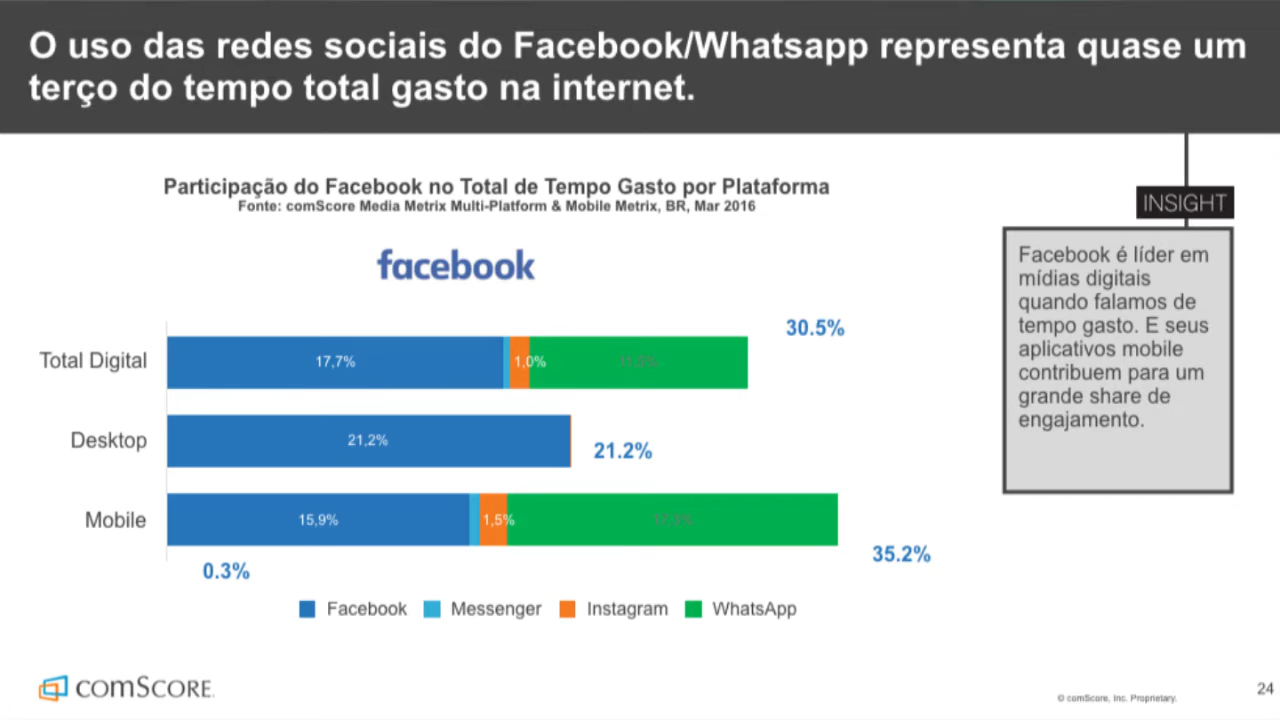 O uso das redes sociais do Facebook/Whatsapp representa quase um
terço do tempo total gasto na internet.
Participação do Facebook no Total de Tempo Gasto por Plataforma
Fonte: comScore Media Metrix Multi-Platform & Mobile Metrix, BR, Mar 2016
facebook
INSIGHT
Facebook é líder em
mídias digitais
quando falamos de
tempo gasto. E seus
aplicativos mobile
contribuem para um
grande share de
engajamento.
30.5%
Total Digital 17,7% 1,0%
Desktop 21,2% 21.2%
Mobile 15,9% 1,5%
35.2%
0.3%
Facebook Messenger Instagram WhatsApp
comSCORE.
© comScore, Inc. Proprietary.
24